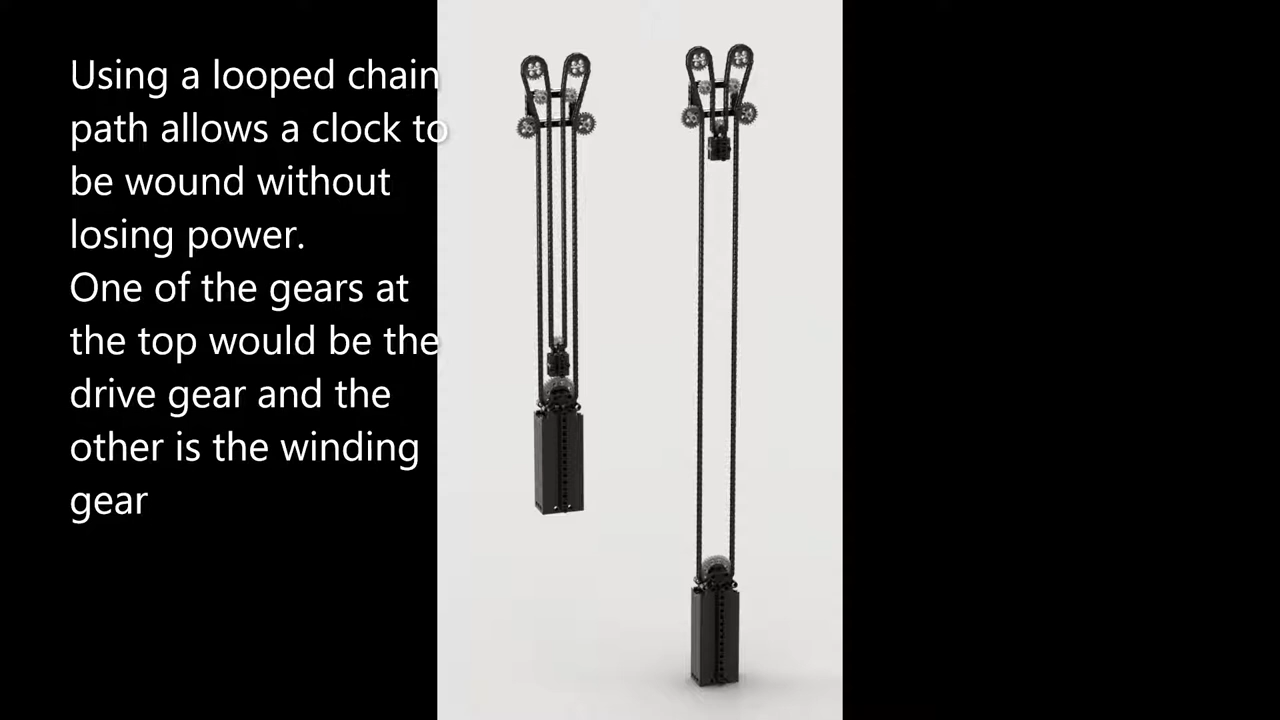 Using a looped chain
path allows a clock to
be wound without
losing power.
One of the gears at
the top would be the
drive gear and the
other is the winding
gear